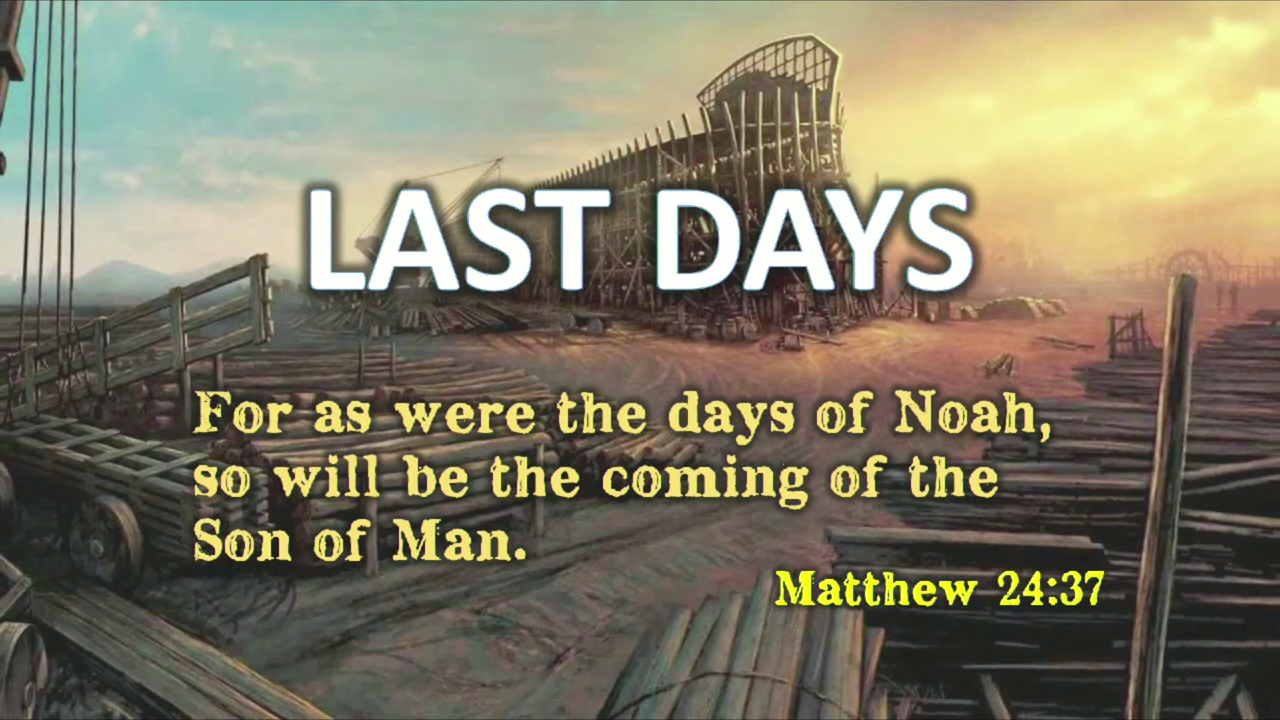 LAST DAYS
For as were the days of Noah,
so will be the coming of the
Son of Man.
Matthew 24:37